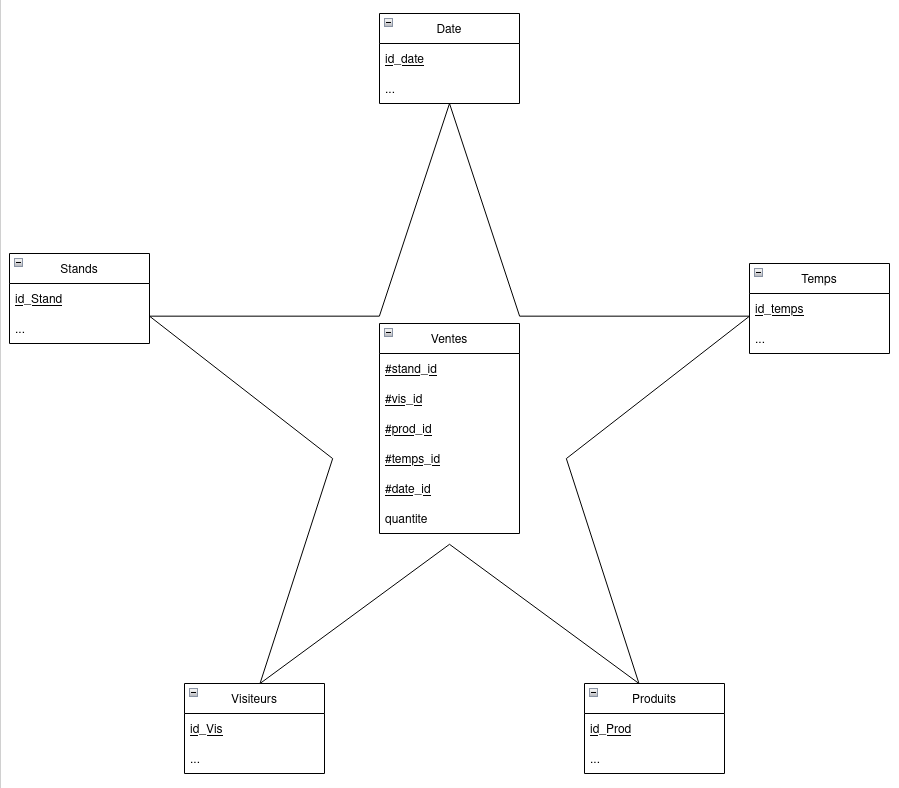 Date
id_date
...
Stands
id_Stand
...
Temps
id_temps
...
Ventes
#stand_id
#vis_id
#prod_id
#temps_id
#date_id
quantite
Visiteurs
id_Vis
...
Produits
id_Prod
...